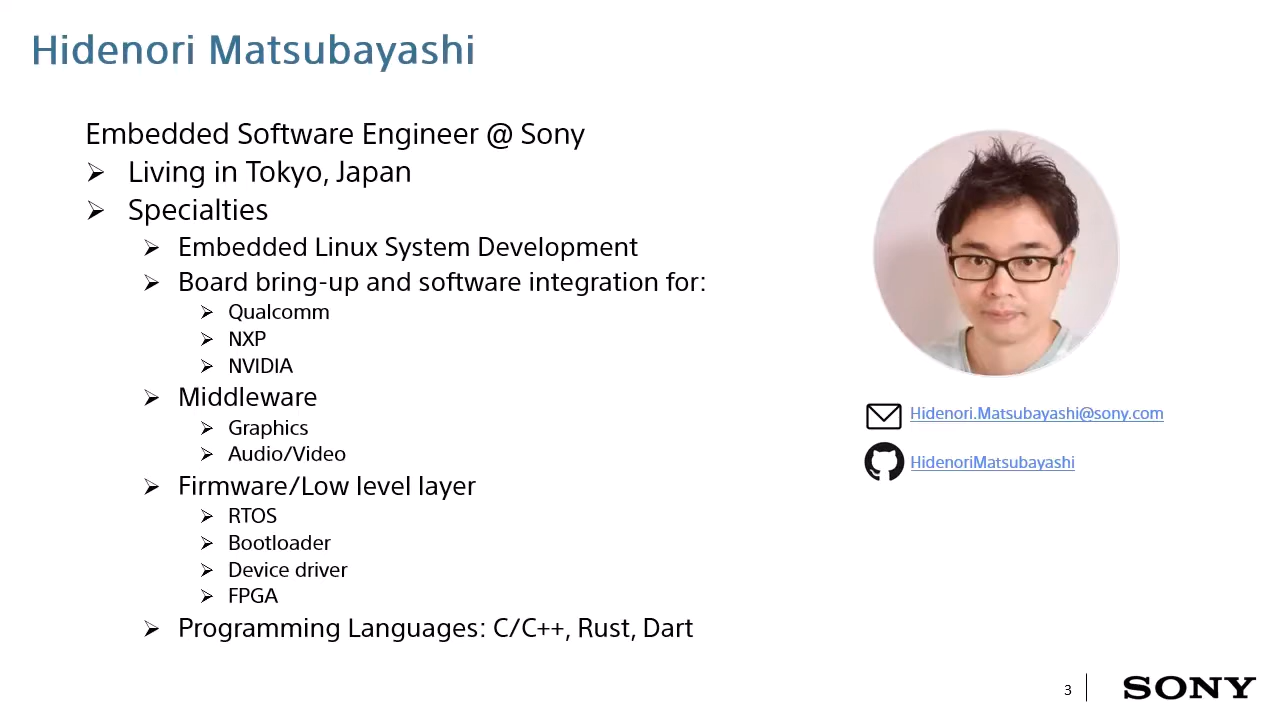 Hidenori Matsubayashi
Embedded Software Engineer @ Sony
Living in Tokyo, Japan
Specialties
Embedded Linux System Development
Board bring-up and software integration for:
Qualcomm
NXP
NVIDIA
Middleware
Graphics
Audio/Video
Firmware/Low level layer
RTOS
Bootloader
Device driver
FPGA
Programming Languages: C/C++, Rust, Dart
Hidenori.Matsubayashi@sony.com
HidenoriMatsubayashi
3
SONY